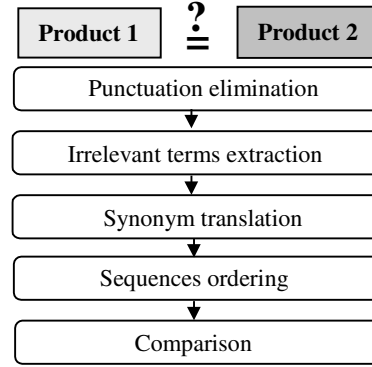 Product 1 ≟ Product 2
Punctuation elimination
Irrelevant terms extraction
Synonym translation
Sequences ordering
Comparison